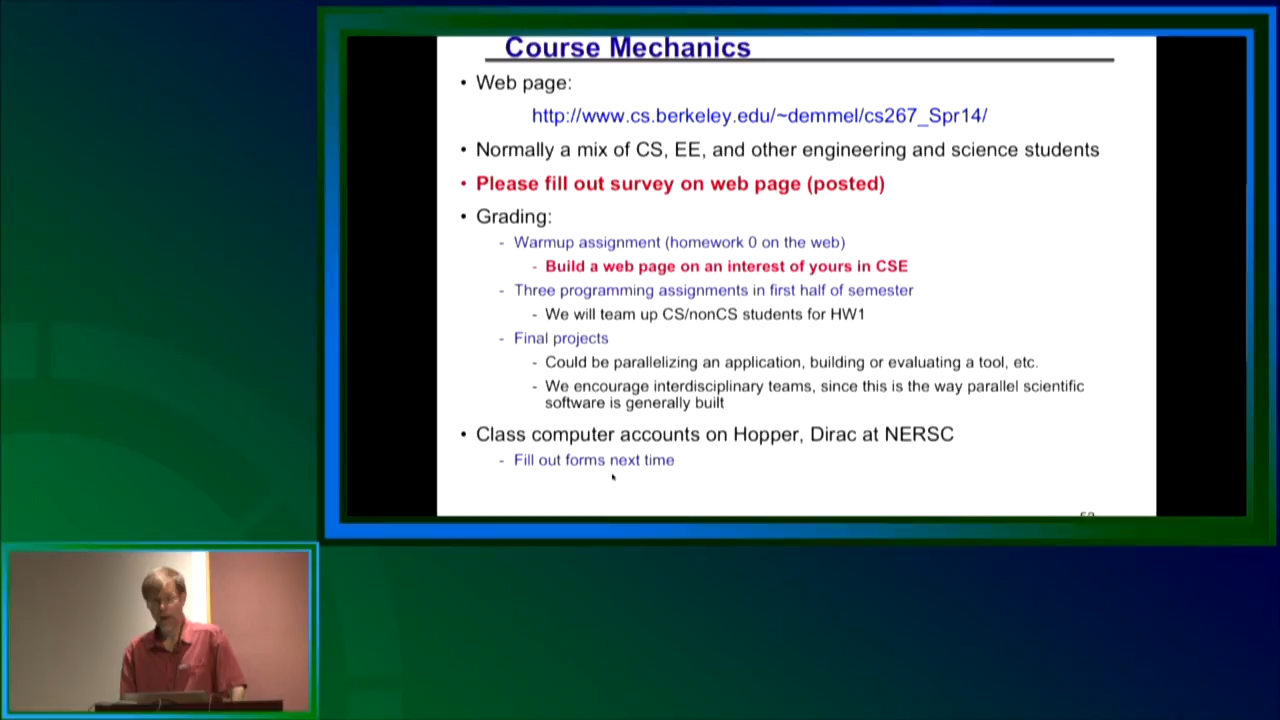 Course Mechanics
• Web page:
http://www.cs.berkeley.edu/~demmel/cs267_Spr14/
• Normally a mix of CS, EE, and other engineering and science students
• Please fill out survey on web page (posted)
• Grading:
- Warmup assignment (homework 0 on the web)
- Build a web page on an interest of yours in CSE
- Three programming assignments in first half of semester
- We will team up CS/nonCS students for HW1
- Final projects
- Could be parallelizing an application, building or evaluating a tool, etc.
- We encourage interdisciplinary teams, since this is the way parallel scientific
software is generally built
• Class computer accounts on Hopper, Dirac at NERSC
- Fill out forms next time